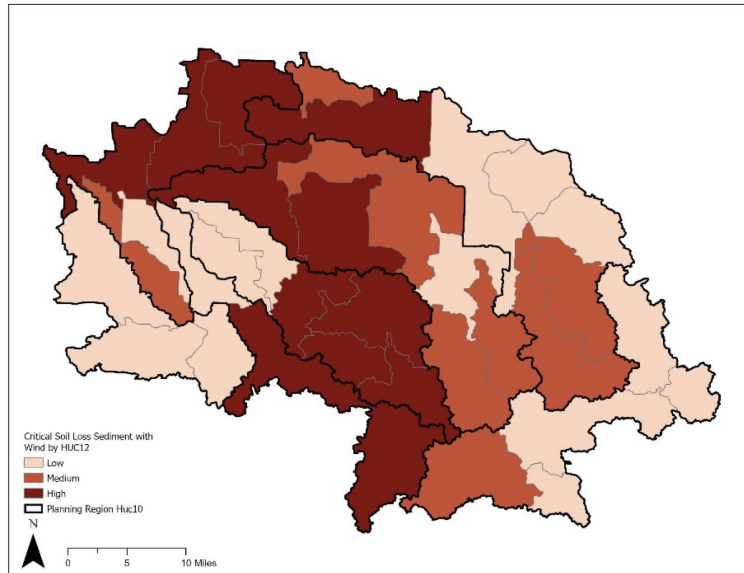 Critical Soil Loss Sediment with
Wind by HUC12
Low
Medium
High
Planning Region Huc10
N
0 5 10 Miles